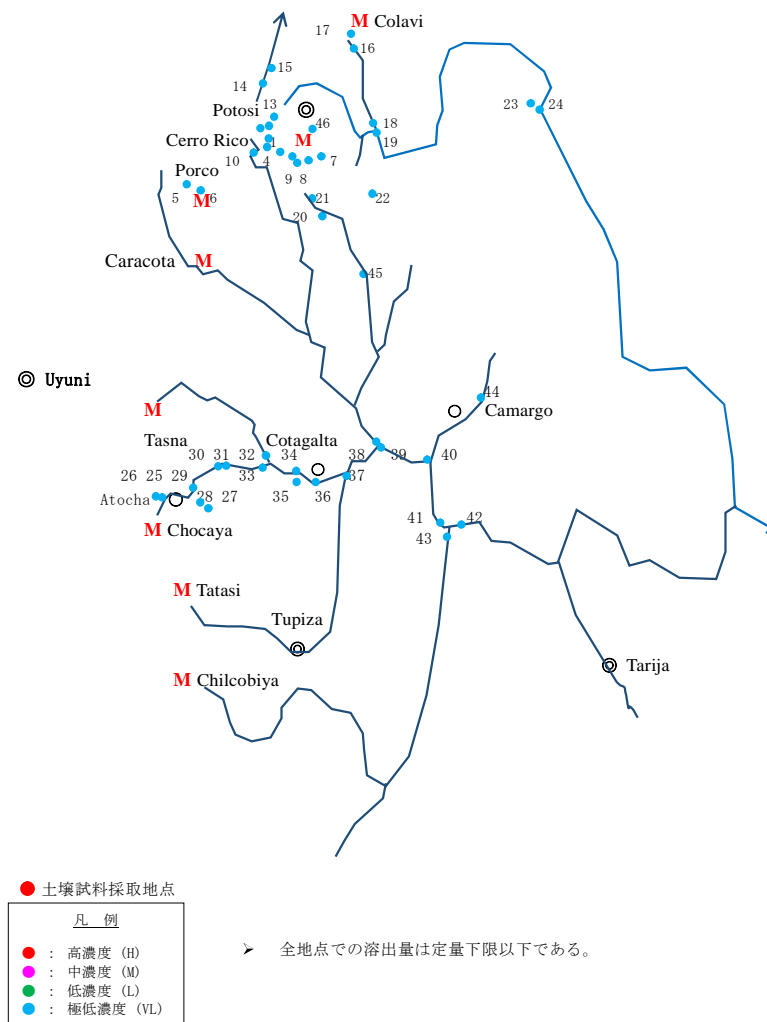 17
M Colavi
16
15
14
13
Potosi
23 24
46
18
Cerro Rico
1
M
19
10 4
7
Porco
9 8
5 6
M
21
22
20
Caracota M
45
Uyuni
M
44
Camargo
Tasna
Cotagalta
30 31 32 34 38 39 40
26 25 29
33
37
Atocha
28 27
35 36
41 42
M Chocaya
43
M Tatasi
Tupiza
Tarija
M Chilcobiya
土壌試料採取地点
凡 例
： 高濃度 (H)
： 中濃度 (M)
： 低濃度 (L)
： 極低濃度 (VL)
➢ 全地点での溶出量は定量下限以下である。